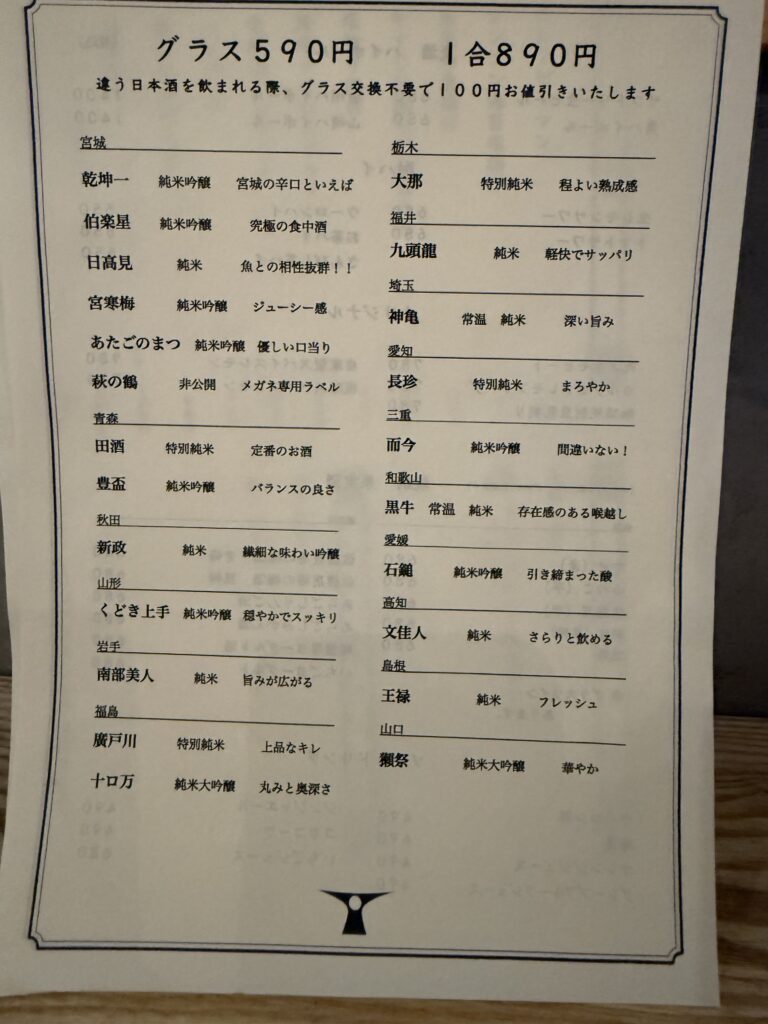 グラス590円　1合890円
違う日本酒を飲まれる際、グラス交換不要で100円お値引きいたします
宮城
乾坤一　純米吟醸　宮城の辛口といえば
伯楽星　純米吟醸　究極の食中酒
日高見　純米　魚との相性抜群！！
宮寒梅　純米吟醸　ジューシー感
あたごのまつ　純米吟醸　優しい口当り
萩の鶴　非公開　メガネ専用ラベル
青森
田酒　特別純米　定番のお酒
豊盃　純米吟醸　バランスの良さ
秋田
新政　純米　繊細な味わい吟醸
山形
くどき上手　純米吟醸　穏やかでスッキリ
岩手
南部美人　純米　旨みが広がる
福島
廣戸川　特別純米　上品なキレ
十ロ万　純米大吟醸　丸みと奥深さ
栃木
大那　特別純米　程よい熟成感
福井
九頭龍　純米　軽快でサッパリ
埼玉
神亀　常温　純米　深い旨み
愛知
長珍　特別純米　まろやか
三重
而今　純米吟醸　間違いない！
和歌山
黒牛　常温　純米　存在感のある喉越し
愛媛
石鎚　純米吟醸　引き締まった酸
高知
文佳人　純米　さらりと飲める
島根
王禄　純米　フレッシュ
山口
獺祭　純米大吟醸　華やか